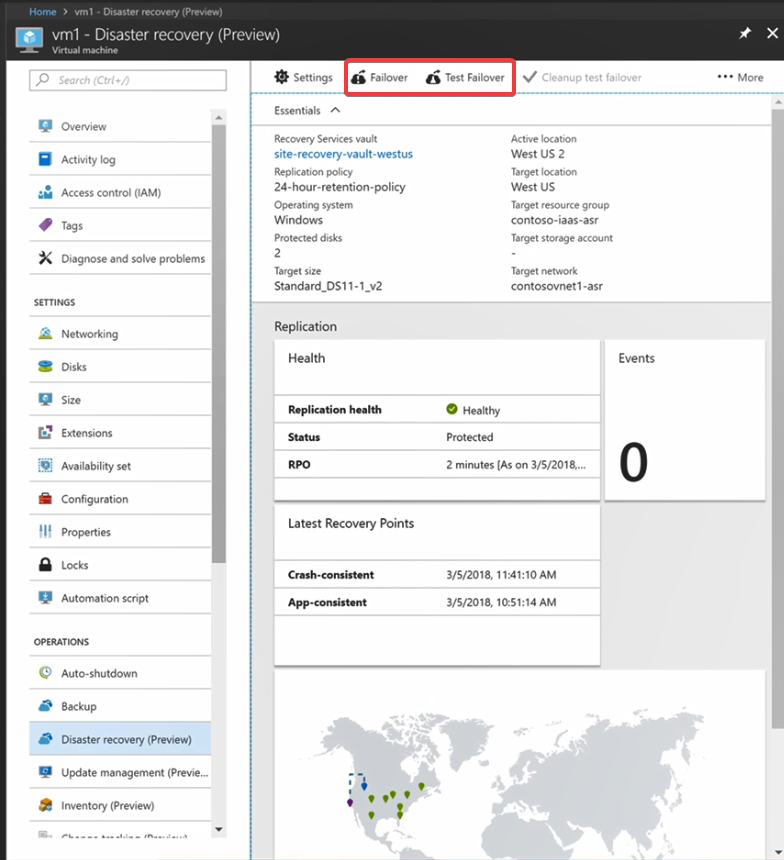 Home > vm1 - Disaster recovery (Preview)
vm1 - Disaster recovery (Preview)
Virtual machine
Search (Ctrl+/)
Overview
Activity log
Access control (IAM)
Tags
Diagnose and solve problems
SETTINGS
Networking
Disks
Size
Extensions
Availability set
Configuration
Properties
Locks
Automation script
OPERATIONS
Auto-shutdown
Backup
Disaster recovery (Preview)
Update management (Previe...
Inventory (Preview)
Change tracking (Preview)
Settings Failover Test Failover Cleanup test failover ••• More
Essentials
Recovery Services vault
site-recovery-vault-westus
Replication policy
24-hour-retention-policy
Operating system
Windows
Protected disks
2
Target size
Standard_DS11-1_v2
Active location
West US 2
Target location
West US
Target resource group
contoso-iaas-asr
Target storage account
-
Target network
contosovnet1-asr
Replication
Health
Replication health Healthy
Status Protected
RPO 2 minutes [As on 3/5/2018,...
Events
0
Latest Recovery Points
Crash-consistent 3/5/2018, 11:41:10 AM
App-consistent 3/5/2018, 10:51:14 AM